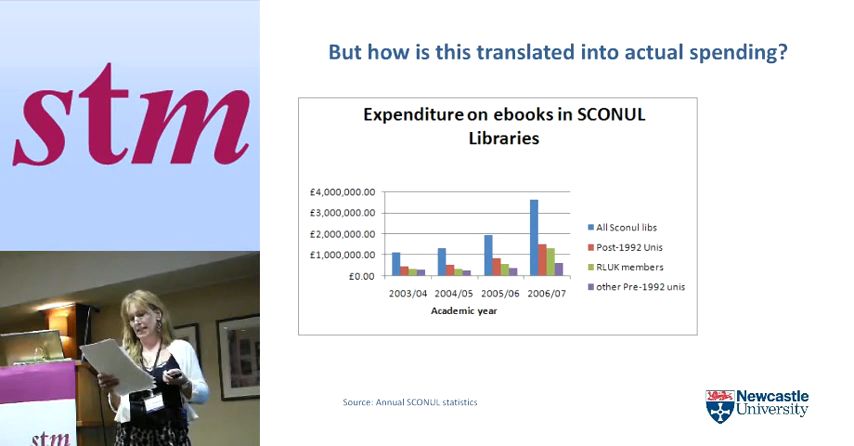 stm
But how is this translated into actual spending?
Expenditure on ebooks in SCONUL
Libraries
£4,000,000.00
£3,000,000.00
£2,000,000.00
£1,000,000.00
£0.00
2003/04 2004/05 2005/06 2006/07
Academic year
All Sconul libs
Post-1992 Unis
RLUK members
other Pre-1992 unis
Source: Annual SCONUL statistics
Newcastle
University
stm